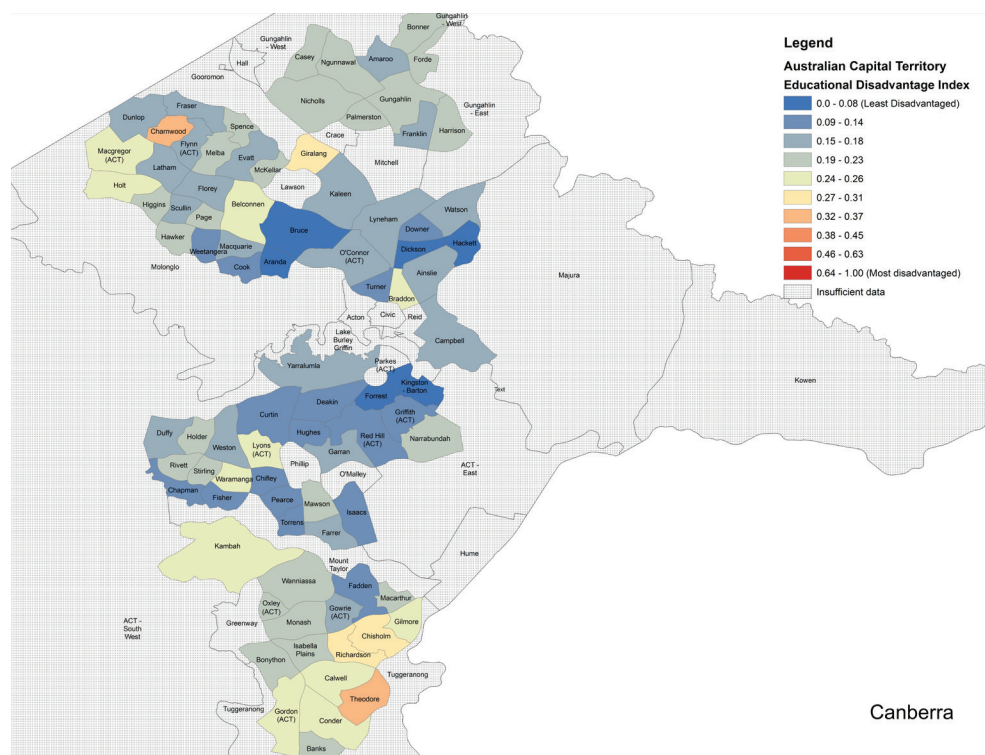 Gungahlin
- West
Bonner
Gungahlin
- West
Hall
Casey
Ngunnawal
Amaroo
Forde
Gooromon
Nicholls
Gungahlin
Gungahlin
- East
Palmerston
Franklin
Harrison
Crace
Mitchell
Giralang
Lawson
Kaleen
Fraser
Dunlop
Charnwood
Spence
Flynn
(ACT)
Melba
Evatt
Macgregor
(ACT)
Latham
McKellar
Holt
Florey
Higgins
Scullin
Page
Belconnen
Hawker
Weetangera
Macquarie
Cook
Aranda
Bruce
Molonglo
Lyneham
Watson
Downer
O'Connor
(ACT)
Dickson
Hackett
Ainslie
Turner
Braddon
Acton
Civic
Reid
Majura
Campbell
Lake
Burley
Griffin
Yarralumla
Parkes
(ACT)
Kingston
- Barton
Forrest
Text
Kowen
Deakin
Curtin
Griffith
(ACT)
Hughes
Red Hill
(ACT)
Narrabundah
Garran
Duffy
Holder
Weston
Lyons
(ACT)
Phillip
O'Malley
ACT -
East
Rivett
Stirling
Waramanga
Chifley
Chapman
Fisher
Pearce
Mawson
Isaacs
Torrens
Farrer
Kambah
Hume
Mount
Taylor
Wanniassa
Fadden
Macarthur
Oxley
(ACT)
Gowrie
(ACT)
Gilmore
ACT -
South
West
Greenway
Monash
Chisholm
Isabella
Plains
Richardson
Bonython
Calwell
Tuggeranong
Theodore
Tuggeranong
Gordon
(ACT)
Conder
Banks
Legend
Australian Capital Territory
Educational Disadvantage Index
0.0 - 0.08 (Least Disadvantaged)
0.09 - 0.14
0.15 - 0.18
0.19 - 0.23
0.24 - 0.26
0.27 - 0.31
0.32 - 0.37
0.38 - 0.45
0.46 - 0.63
0.64 - 1.00 (Most disadvantaged)
Insufficient data
Canberra